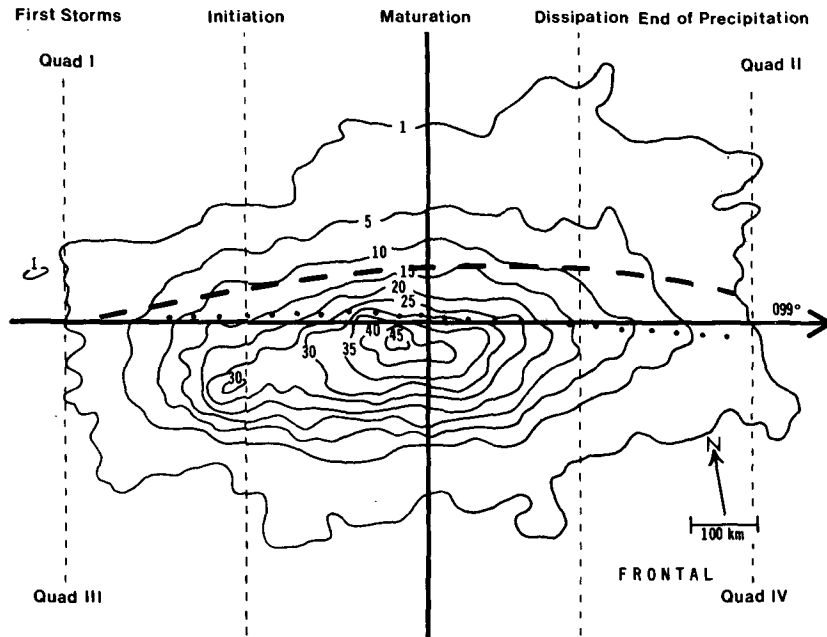 First Storms Initiation Maturation Dissipation End of Precipitation
Quad I Quad II
1
5
10
I
15
20
25
099°
40
45
30 35
30
N
100 km
FRONTAL
Quad III Quad IV